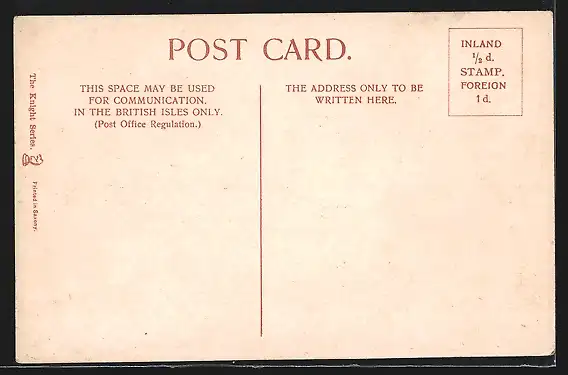 POST CARD.
THIS SPACE MAY BE USED
FOR COMMUNICATION.
IN THE BRITISH ISLES ONLY.
(Post Office Regulation.)
THE ADDRESS ONLY TO BE
WRITTEN HERE.
INLAND
½ d.
STAMP.
FOREIGN
1 d.
The Knight Series.
Printed in Saxony.